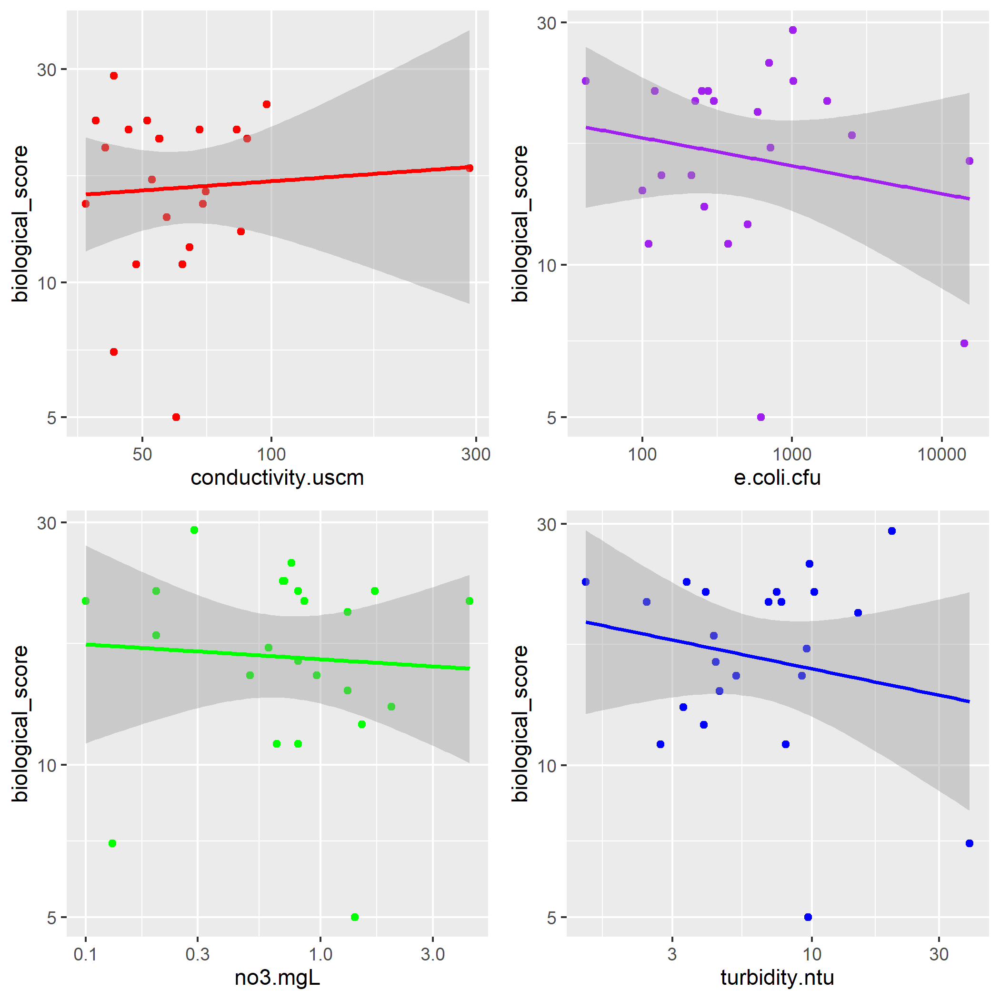 biological_score
30
10
5
50 100 300
conductivity.uscm
biological_score
30
10
5
100 1000 10000
e.coli.cfu
biological_score
30
10
5
0.1 0.3 1.0 3.0
no3.mgL
biological_score
30
10
5
3 10 30
turbidity.ntu